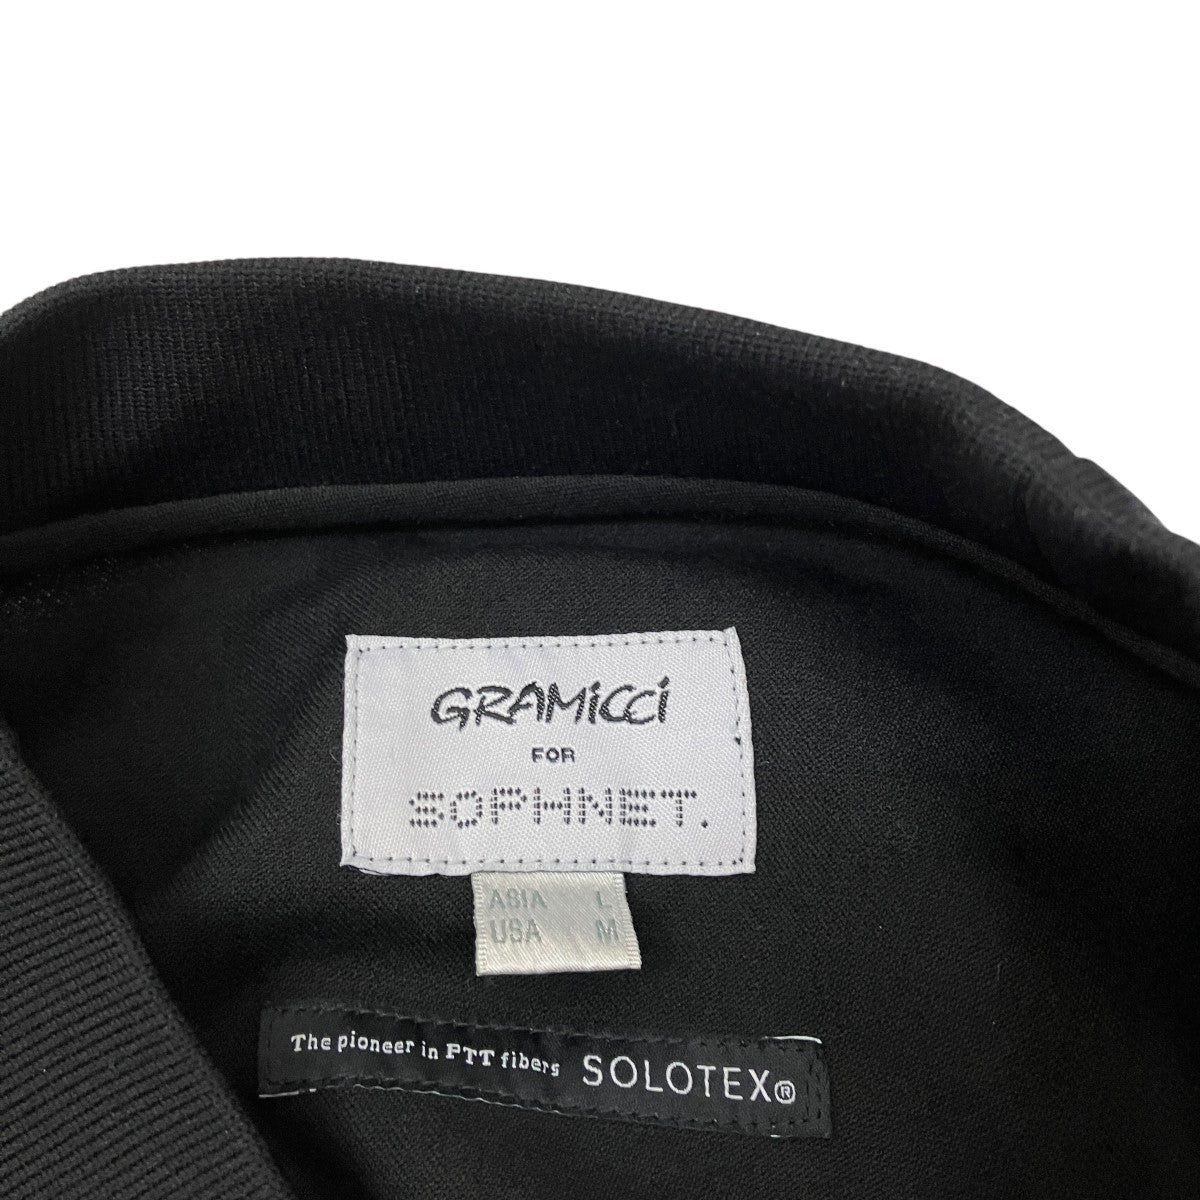 GRAMiCCi
FOR
SOPHNET.
ASIA L
USA M
The pioneer in PTT fibers SOLOTEX®